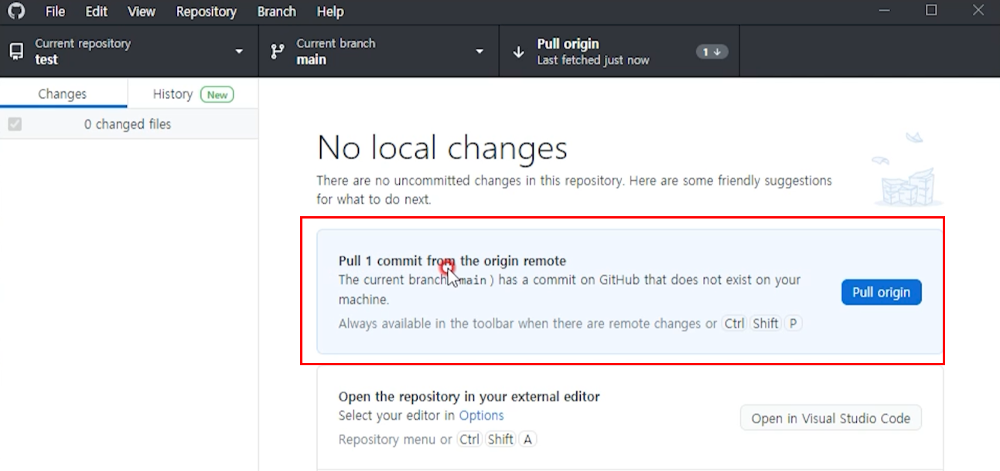 File Edit View Repository Branch Help
Current repository
test
Current branch
main
Pull origin
Last fetched just now
1
Changes
History New
0 changed files
No local changes
There are no uncommitted changes in this repository. Here are some friendly suggestions
for what to do next.
Pull 1 commit from the origin remote
The current branch main ) has a commit on GitHub that does not exist on your
machine.
Pull origin
Always available in the toolbar when there are remote changes or Ctrl Shift P
Open the repository in your external editor
Select your editor in Options
Open in Visual Studio Code
Repository menu or Ctrl Shift A